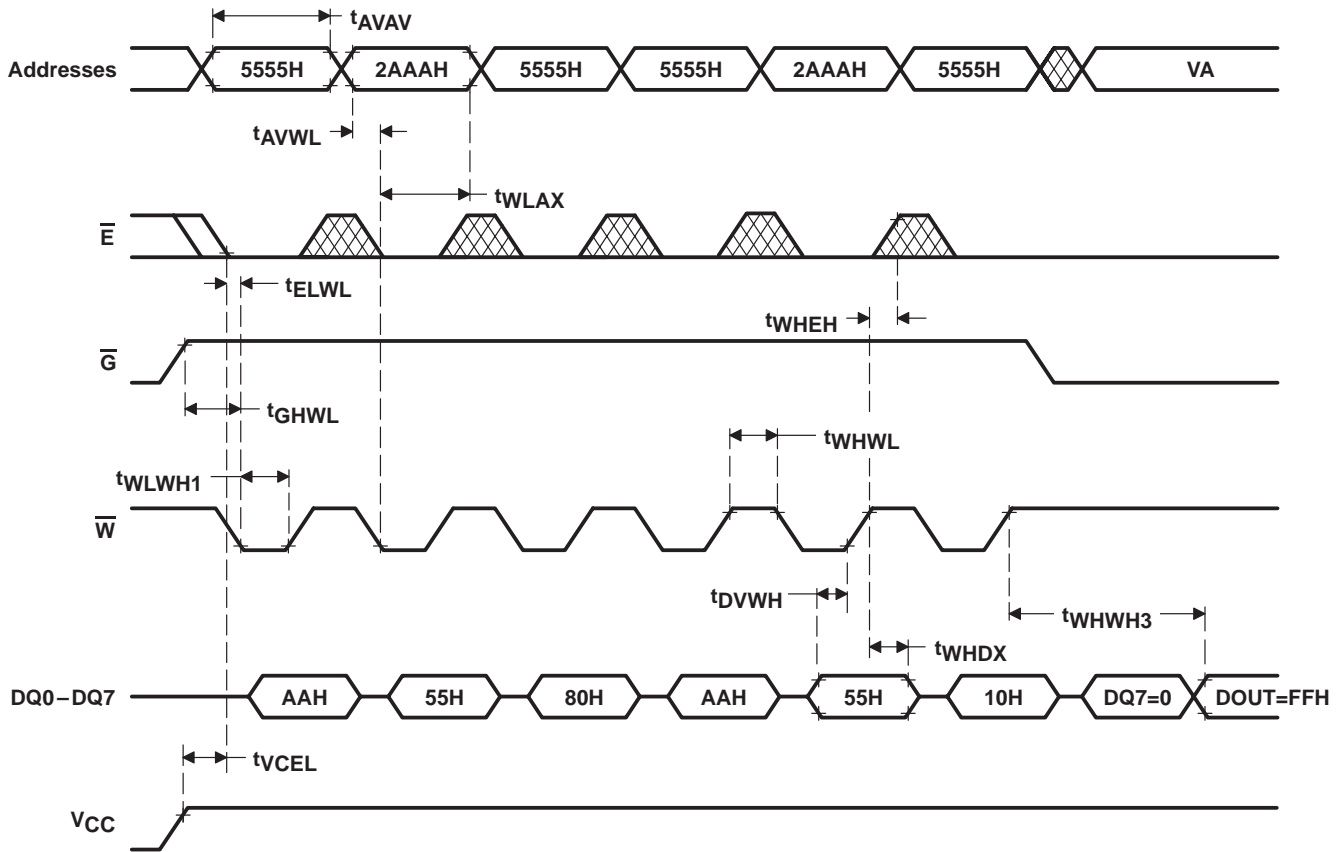 tAVAV
Addresses 5555H 2AAAH 5555H 5555H 2AAAH 5555H VA
tAVWL
tWLAX
E
tELWL
tWHEH
G
tGHWL
tWHWL
tWLWH1
W
tDVWH
tWHWH3
tWHDX
DQ0–DQ7 AAH 55H 80H AAH 55H 10H DQ7=0 DOUT=FFH
tVCEL
VCC